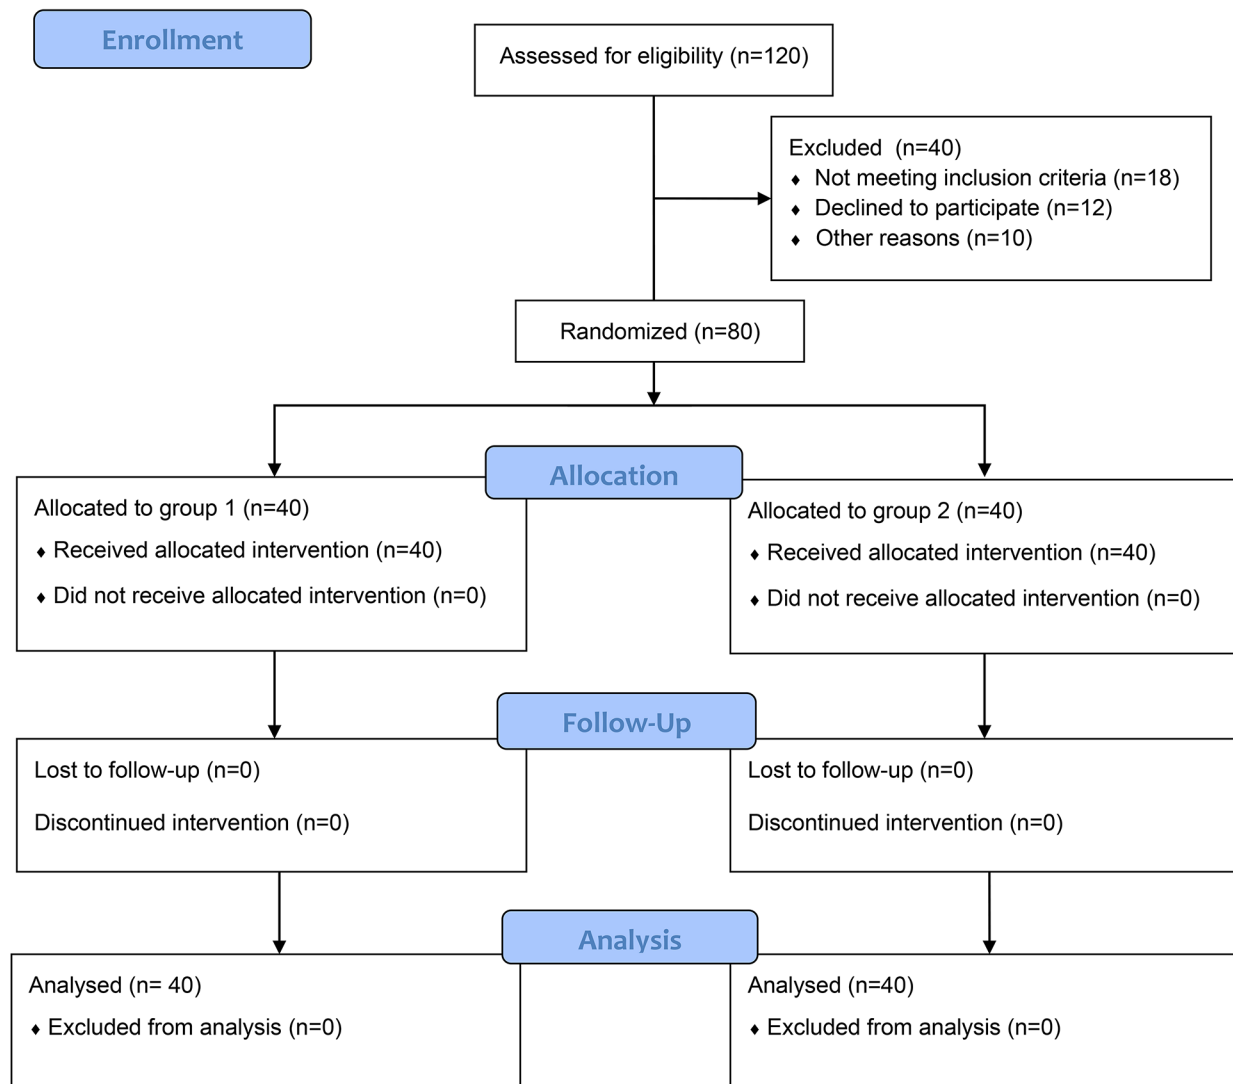 Enrollment
Assessed for eligibility (n=120)
Excluded  (n=40)
♦ Not meeting inclusion criteria (n=18)
♦ Declined to participate (n=12)
♦ Other reasons (n=10)
Randomized (n=80)
Allocation
Allocated to group 1 (n=40)
♦ Received allocated intervention (n=40)
♦ Did not receive allocated intervention (n=0)
Allocated to group 2 (n=40)
♦ Received allocated intervention (n=40)
♦ Did not receive allocated intervention (n=0)
Follow-Up
Lost to follow-up (n=0)
Discontinued intervention (n=0)
Lost to follow-up (n=0)
Discontinued intervention (n=0)
Analysis
Analysed (n= 40)
♦ Excluded from analysis (n=0)
Analysed (n=40)
♦ Excluded from analysis (n=0)